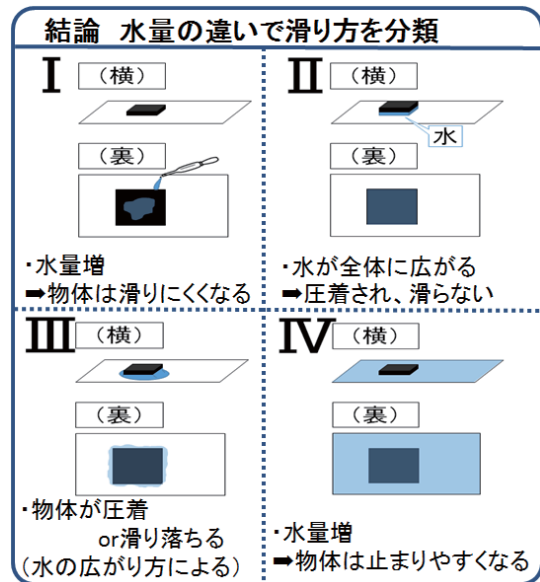 結論 水量の違いで滑り方を分類
Ⅰ
(横)
(裏)
・水量増
➡物体は滑りにくくなる
Ⅱ
(横)
水
(裏)
・水が全体に広がる
➡圧着され、滑らない
Ⅲ
(横)
(裏)
・物体が圧着
or滑り落ちる
(水の広がり方による)
Ⅳ
(横)
(裏)
・水量増
➡物体は止まりやすくなる